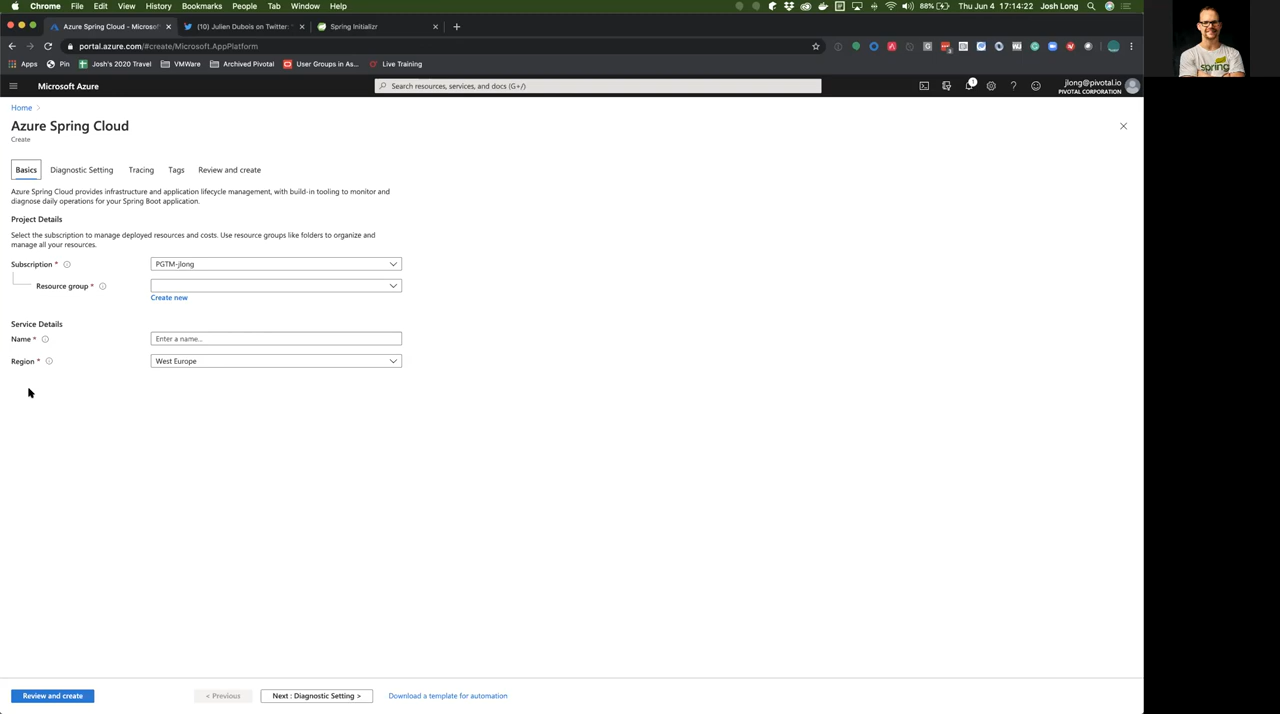 Chrome File Edit View History Bookmarks People Tab Window Help
88% Thu Jun 4 17:14:22 Josh Long
Azure Spring Cloud - Microsof
(10) Julien Dubois on Twitter: "
Spring Initializr
portal.azure.com/#create/Microsoft.AppPlatform
Apps Pin Josh's 2020 Travel VMWare Archived Pivotal User Groups in As... Live Training
Microsoft Azure
Search resources, services, and docs (G+/)
1
jlong@pivotal.io
PIVOTAL CORPORATION
Home >
Azure Spring Cloud
Create
Basics Diagnostic Setting Tracing Tags Review and create
Azure Spring Cloud provides infrastructure and application lifecycle management, with build-in tooling to monitor and
diagnose daily operations for your Spring Boot application.
Project Details
Select the subscription to manage deployed resources and costs. Use resource groups like folders to organize and
manage all your resources.
Subscription * PGTM-jlong
Resource group *
Create new
Service Details
Name * Enter a name...
Region * West Europe
Review and create < Previous Next : Diagnostic Setting > Download a template for automation
spring